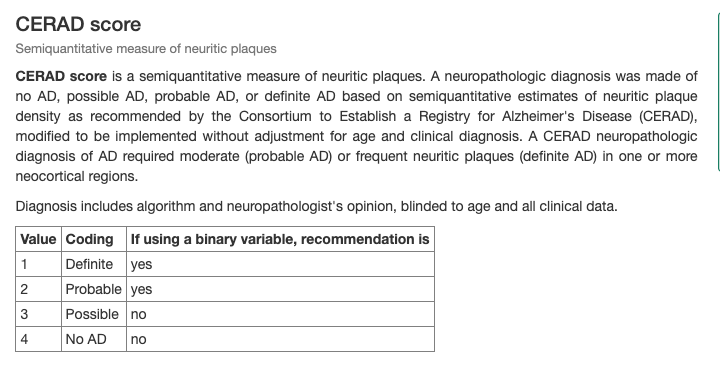 CERAD score
Semiquantitative measure of neuritic plaques
CERAD score is a semiquantitative measure of neuritic plaques. A neuropathologic diagnosis was made of
no AD, possible AD, probable AD, or definite AD based on semiquantitative estimates of neuritic plaque
density as recommended by the Consortium to Establish a Registry for Alzheimer's Disease (CERAD),
modified to be implemented without adjustment for age and clinical diagnosis. A CERAD neuropathologic
diagnosis of AD required moderate (probable AD) or frequent neuritic plaques (definite AD) in one or more
neocortical regions.
Diagnosis includes algorithm and neuropathologist's opinion, blinded to age and all clinical data.
Value Coding If using a binary variable, recommendation is
1 Definite yes
2 Probable yes
3 Possible no
4 No AD no